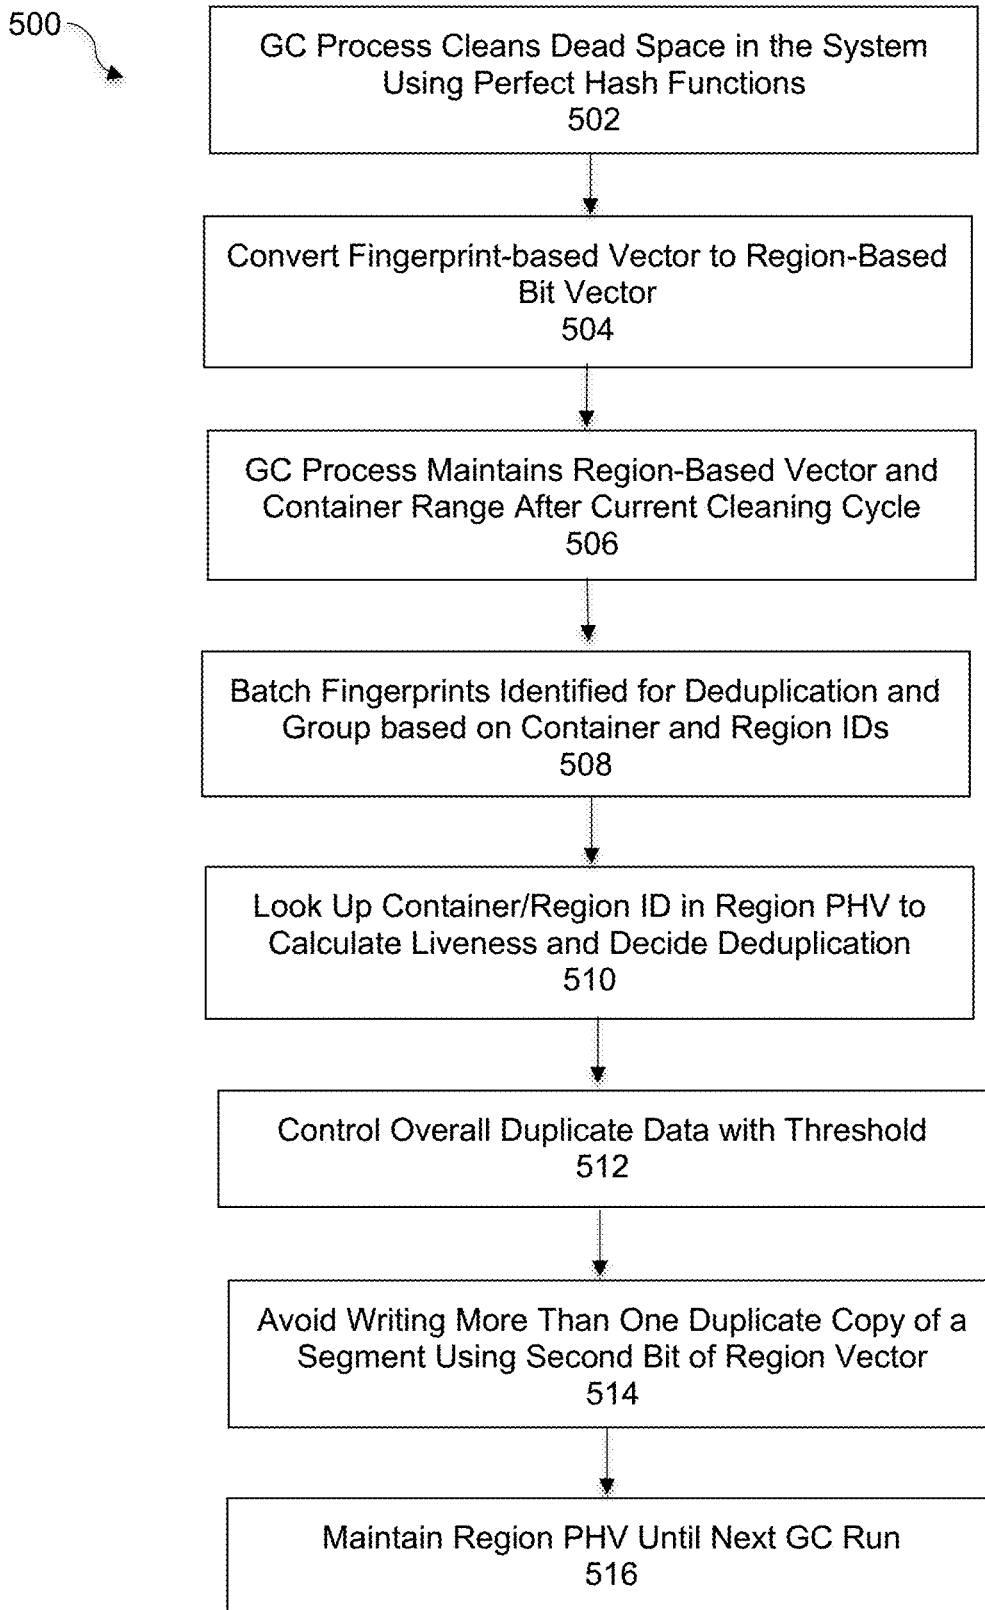 500
GC Process Cleans Dead Space in the System
Using Perfect Hash Functions
502
Convert Fingerprint-based Vector to Region-Based
Bit Vector
504
GC Process Maintains Region-Based Vector and
Container Range After Current Cleaning Cycle
506
Batch Fingerprints Identified for Deduplication and
Group based on Container and Region IDs
508
Look Up Container/Region ID in Region PHV to
Calculate Liveness and Decide Deduplication
510
Control Overall Duplicate Data with Threshold
512
Avoid Writing More Than One Duplicate Copy of a
Segment Using Second Bit of Region Vector
514
Maintain Region PHV Until Next GC Run
516